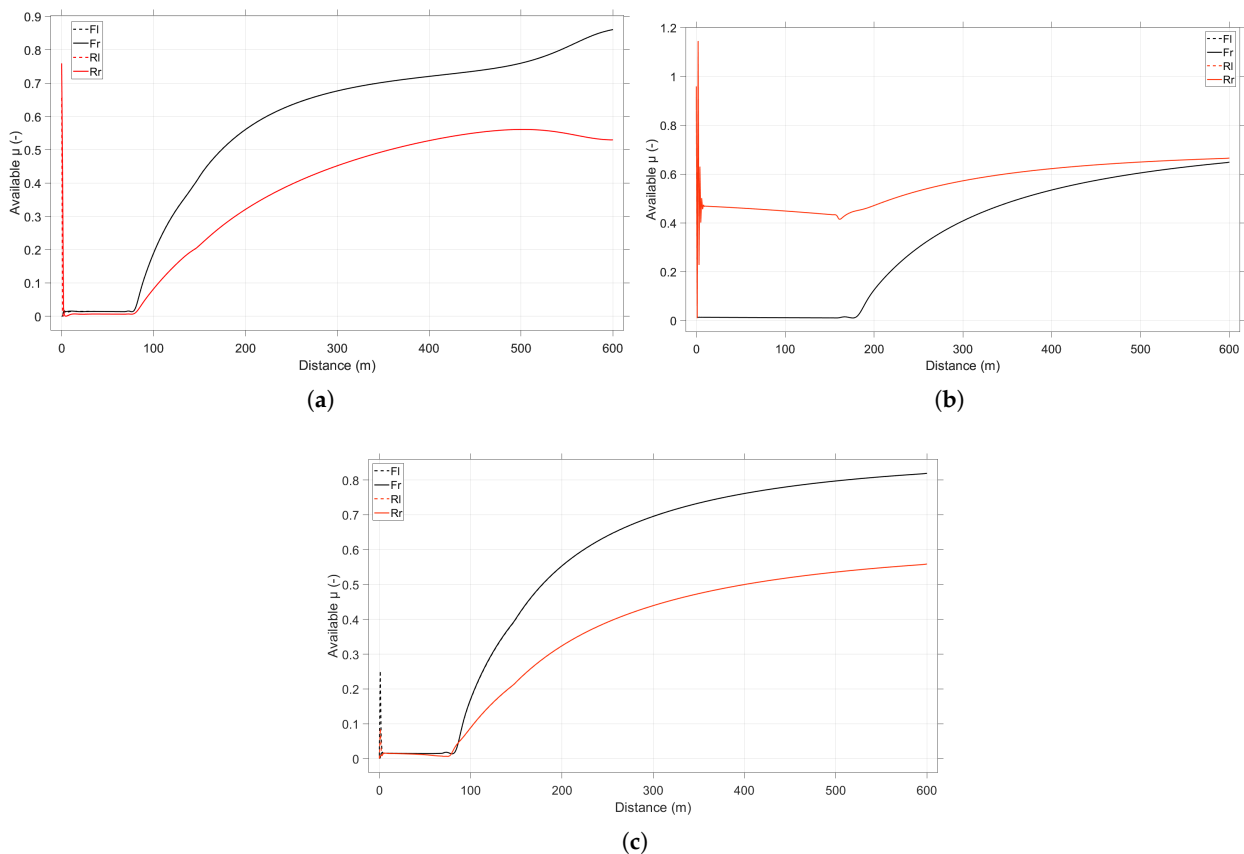 0.9
0.8
0.7
0.6
0.5
0.4
0.3
0.2
0.1
0
Available μ (-)
Fl
Fr
Rl
Rr
0 100 200 300 400 500 600
Distance (m)
(a)
1.2
1
0.8
0.6
0.4
0.2
0
Available μ (-)
Fl
Fr
Rl
Rr
0 100 200 300 400 500 600
Distance (m)
(b)
0.8
0.7
0.6
0.5
0.4
0.3
0.2
0.1
0
Available μ (-)
Fl
Fr
Rl
Rr
0 100 200 300 400 500 600
Distance (m)
(c)